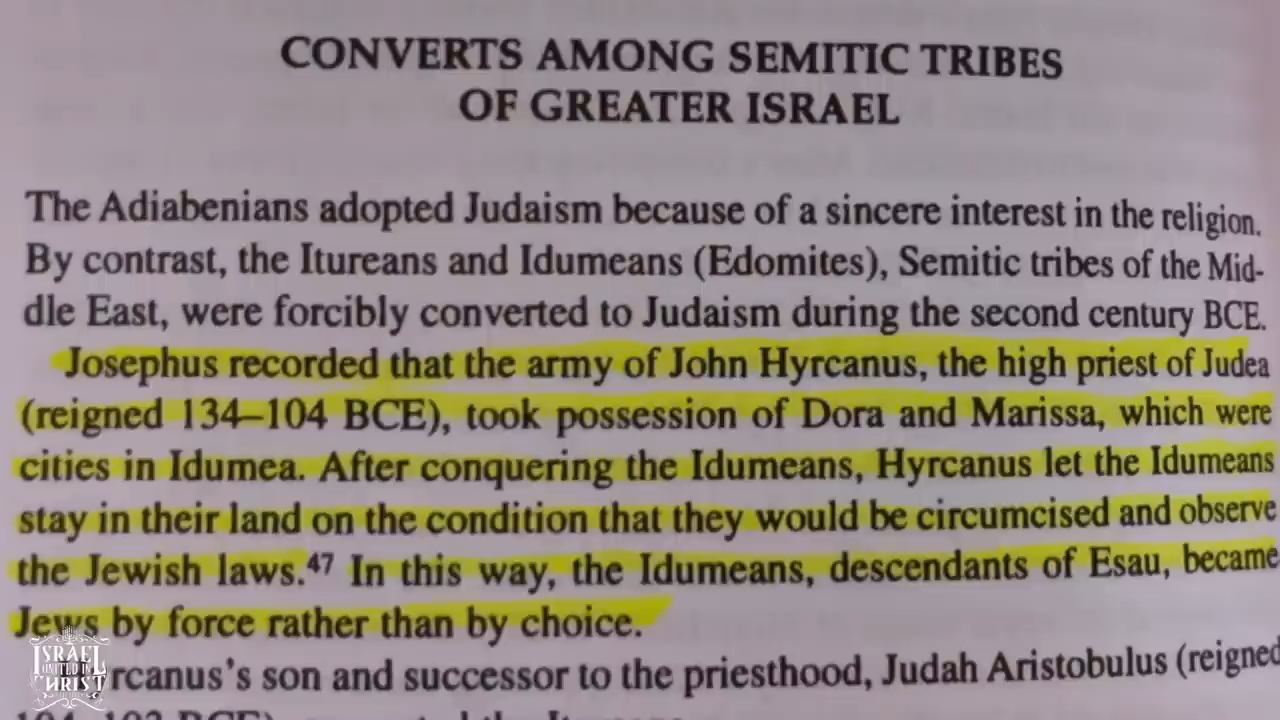 CONVERTS AMONG SEMITIC TRIBES
OF GREATER ISRAEL
The Adiabenians adopted Judaism because of a sincere interest in the religion.
By contrast, the Itureans and Idumeans (Edomites), Semitic tribes of the Mid-
dle East, were forcibly converted to Judaism during the second century BCE.
Josephus recorded that the army of John Hyrcanus, the high priest of Judea
(reigned 134–104 BCE), took possession of Dora and Marissa, which were
cities in Idumea. After conquering the Idumeans, Hyrcanus let the Idumeans
stay in their land on the condition that they would be circumcised and observe
the Jewish laws.47 In this way, the Idumeans, descendants of Esau, became
Jews by force rather than by choice.
rcanus's son and successor to the priesthood, Judah Aristobulus (reigned
ISRAEL
UNITED IN
CHRIST